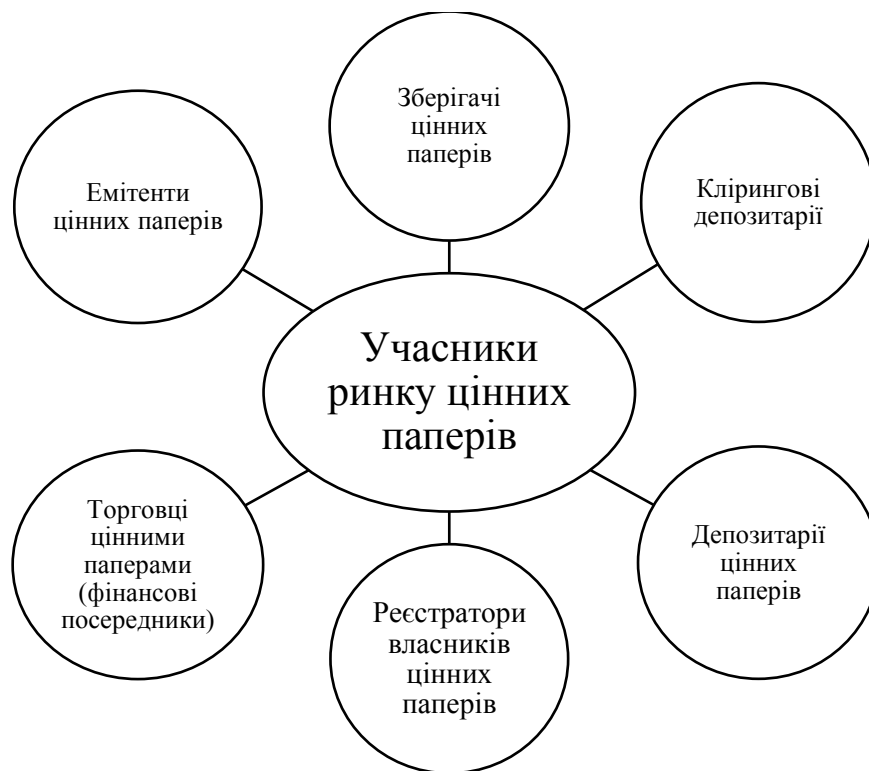 Зберігачі
цінних
паперів
Емітенти
цінних паперів
Клірингові
депозитарії
Учасники
ринку цінних
паперів
Торговці
цінними
паперами
(фінансові
посередники)
Реєстратори
власників
цінних
паперів
Депозитарії
цінних
паперів